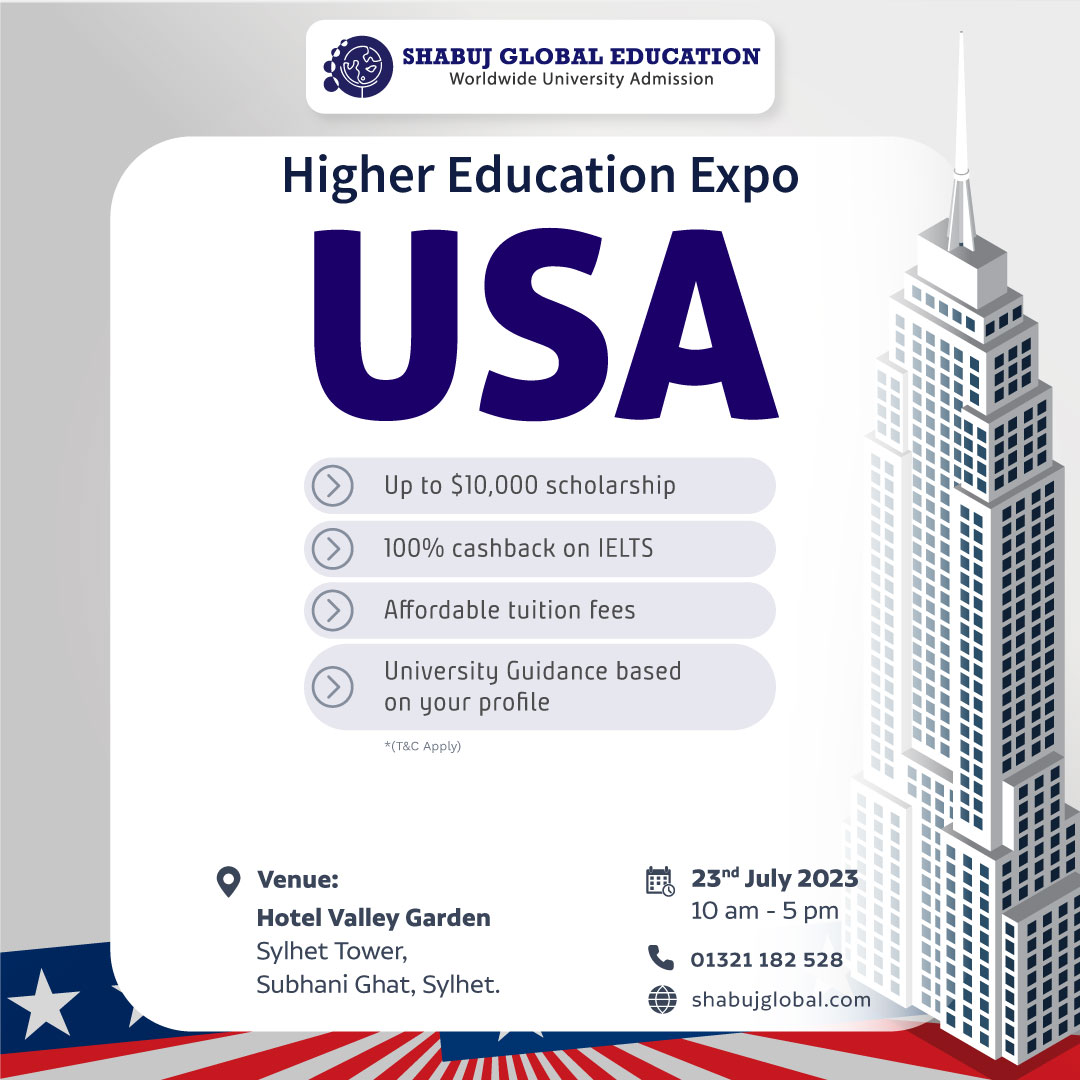 SHABUJ GLOBAL EDUCATION
Worldwide University Admission
Higher Education Expo
USA
Up to $10,000 scholarship
100% cashback on IELTS
Affordable tuition fees
University Guidance based
on your profile
*(T&C Apply)
Venue:
Hotel Valley Garden
Sylhet Tower,
Subhani Ghat, Sylhet.
23nd July 2023
10 am - 5 pm
01321 182 528
shabujglobal.com